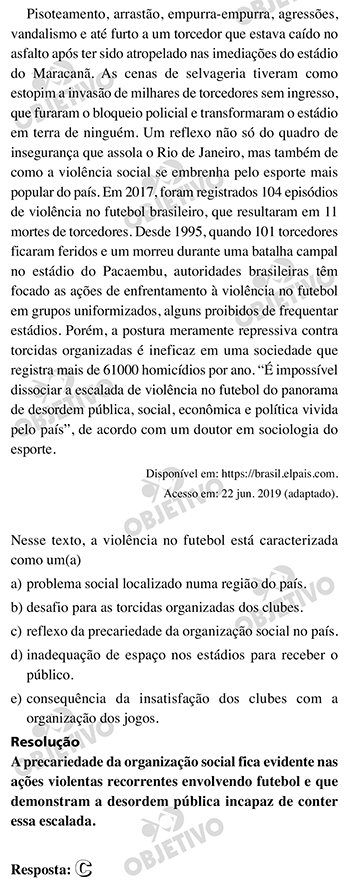 Pisoteamento, arrastão, empurra-empurra, agressões,
vandalismo e até furto a um torcedor que estava caído no
asfalto após ter sido atropelado nas imediações do estádio
do Maracanã. As cenas de selvageria tiveram como
estopim a invasão de milhares de torcedores sem ingresso,
que furaram o bloqueio policial e transformaram o estádio
em terra de ninguém. Um reflexo não só do quadro de
insegurança que assola o Rio de Janeiro, mas também de
como a violência social se embrenha pelo esporte mais
popular do país. Em 2017, foram registrados 104 episódios
de violência no futebol brasileiro, que resultaram em 11
mortes de torcedores. Desde 1995, quando 101 torcedores
ficaram feridos e um morreu durante uma batalha campal
no estádio do Pacaembu, autoridades brasileiras têm
focado as ações de enfrentamento à violência no futebol
em grupos uniformizados, alguns proibidos de frequentar
estádios. Porém, a postura meramente repressiva contra
torcidas organizadas é ineficaz em uma sociedade que
registra mais de 61000 homicídios por ano. “É impossível
dissociar a escalada de violência no futebol do panorama
de desordem pública, social, econômica e política vivida
pelo país”, de acordo com um doutor em sociologia do
esporte.
Disponível em: https://brasil.elpais.com.
Acesso em: 22 jun. 2019 (adaptado).
Nesse texto, a violência no futebol está caracterizada
como um(a)
a) problema social localizado numa região do país.
b) desafio para as torcidas organizadas dos clubes.
c) reflexo da precariedade da organização social no país.
d) inadequação de espaço nos estádios para receber o
público.
e) consequência da insatisfação dos clubes com a
organização dos jogos.
Resolução
A precariedade da organização social fica evidente nas
ações violentas recorrentes envolvendo futebol e que
demonstram a desordem pública incapaz de conter
essa escalada.
Resposta: C
OBJETIVO
OBJETIVO
OBJETIVO
OBJETIVO
OBJETIVO
OBJETIVO
OBJETIVO
OBJETIVO
OBJETIVO